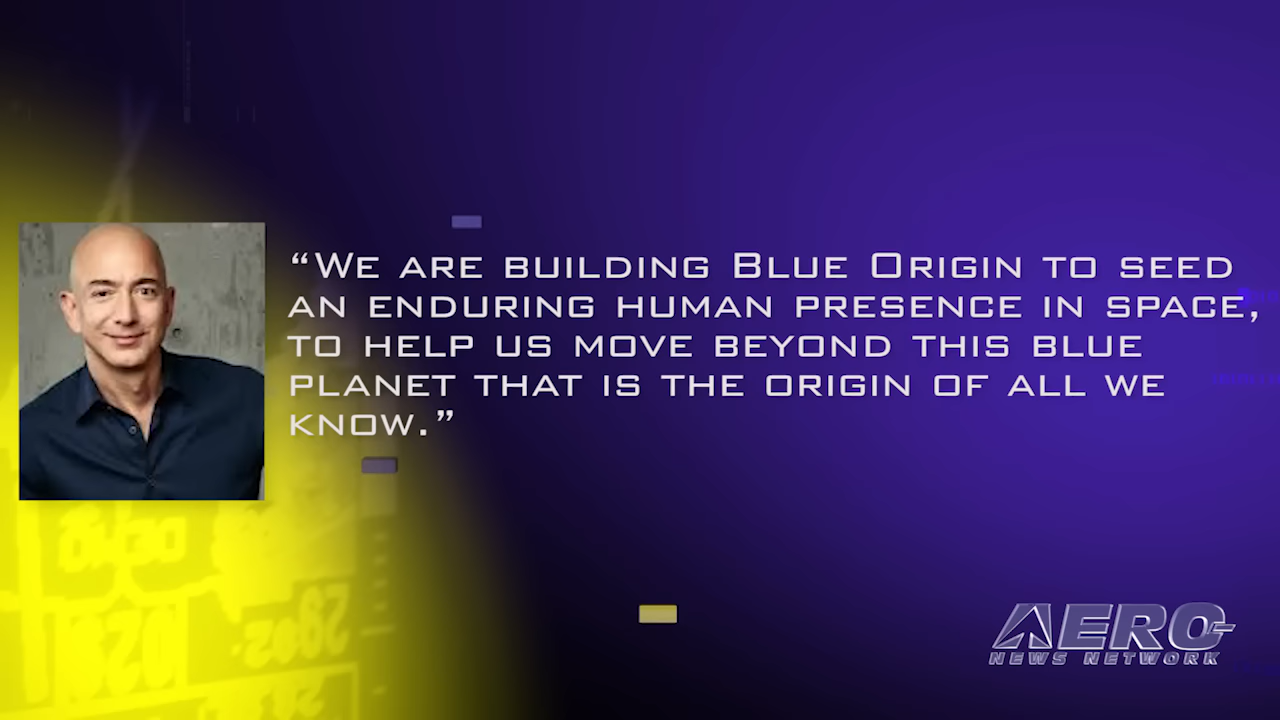 “We are building Blue Origin to seed
an enduring human presence in space,
to help us move beyond this blue
planet that is the origin of all we
know.”
AERO
NEWS NETWORK